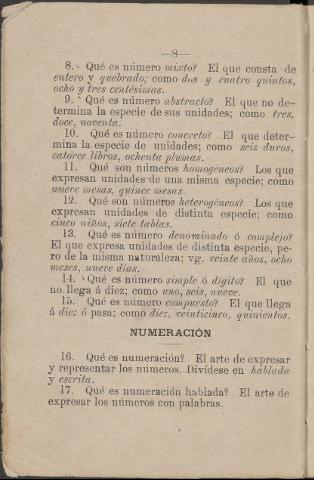 —8—
8. Qué es número mixto? El que consta de
entero y quebrado; como dos y cuatro quintos,
ocho y tres centésimas.
9. Qué es número abstracto? El que no de-
termina la especie de sus unidades; como tres,
doce, noventa.
10. Qué es número concreto? El que deter-
mina la especie de unidades; como seis duros,
catorce libros, ochenta plumas.
11. Qué son números homogéneos? Los que
expresan unidades de una misma especie; como
nueve mesas, quince mesas.
12. Qué son números heterogéneos? Los que
expresan unidades de distinta especie; como
cinco niños, siete tablas.
13. Qué es número denominado ó complejo?
El que expresa unidades de distinta especie, pe-
ro de la misma naturaleza; vg. veinte años, ocho
meses, nueve días.
14. Qué es número simple ó dígito? El que
no llega á diez; como uno, seis, nueve.
15. Qué es número compuesto? El que llega
á diez ó pasa; como diez, veinticinco, quinientos.
NUMERACIÓN
16. Qué es numeración? El arte de expresar
y representar los números. Divídese en hablada
y escrita.
17. Qué es numeración hablada? El arte de
expresar los números con palabras.